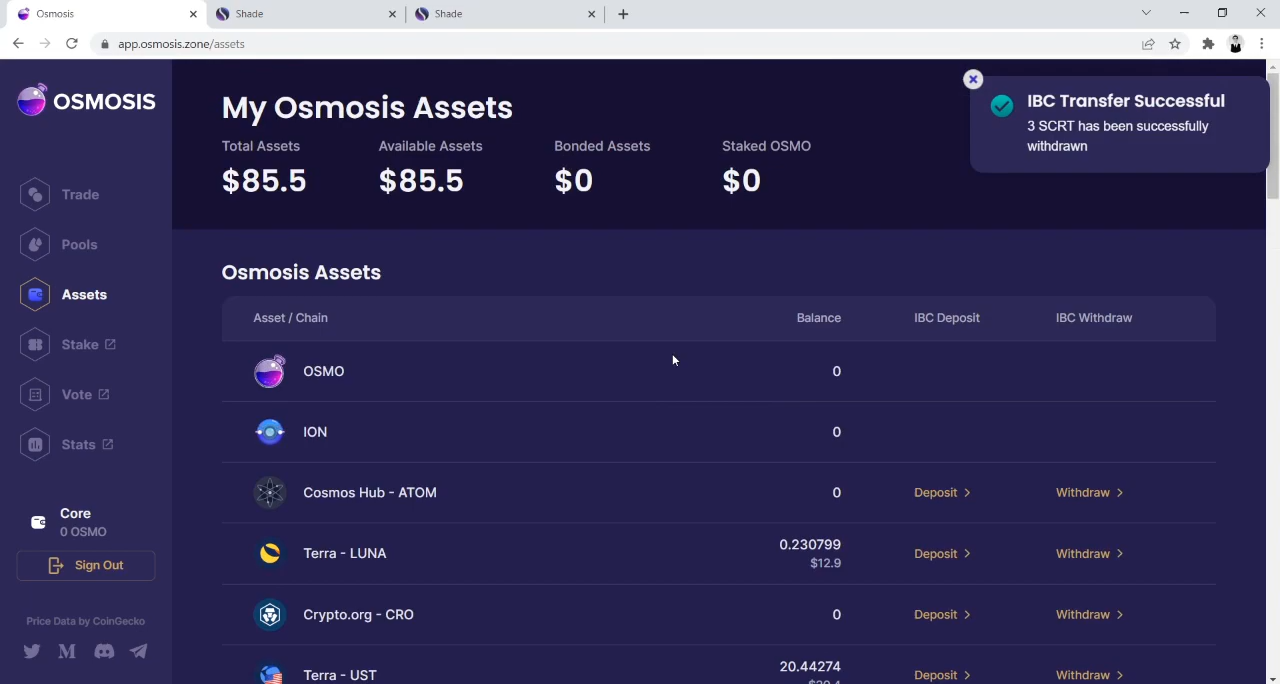 Osmosis
Shade
Shade
app.osmosis.zone/assets
OSMOSIS
Trade
Pools
Assets
Stake
Vote
Stats
Core
0 OSMO
Sign Out
Price Data by CoinGecko
My Osmosis Assets
Total Assets Available Assets Bonded Assets Staked OSMO
$85.5 $85.5 $0 $0
IBC Transfer Successful
3 SCRT has been successfully
withdrawn
Osmosis Assets
Asset / Chain Balance IBC Deposit IBC Withdraw
OSMO 0
ION 0
Cosmos Hub - ATOM 0 Deposit > Withdraw >
Terra - LUNA 0.230799 Deposit > Withdraw >
$12.9
Crypto.org - CRO 0 Deposit > Withdraw >
Terra - UST 20.44274 Deposit > Withdraw >